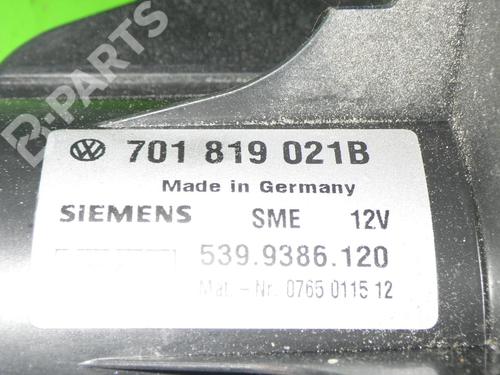 B-PARTS
701 819 021B
Made in Germany
SIEMENS SME 12V
539.9386.120
Mat. - Nr. 0765 0115 12